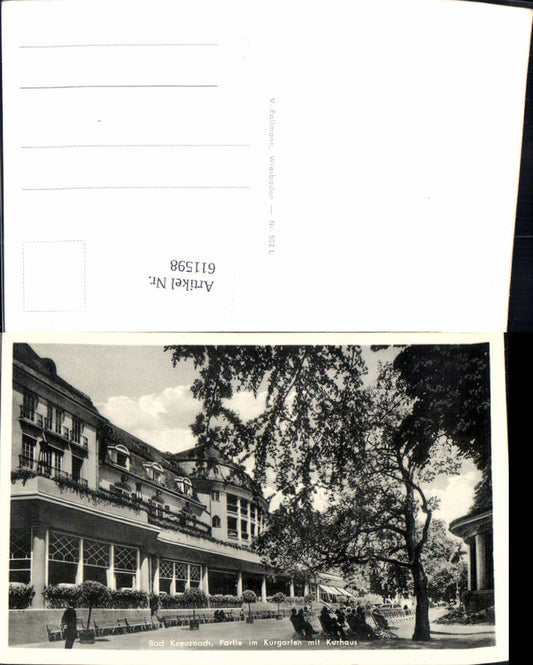 V. Pollmann, Wiesbaden — Nr. 502 L
Artikel Nr.
611598
Bad Kreuznach, Partie im Kurgarten mit Kurhaus